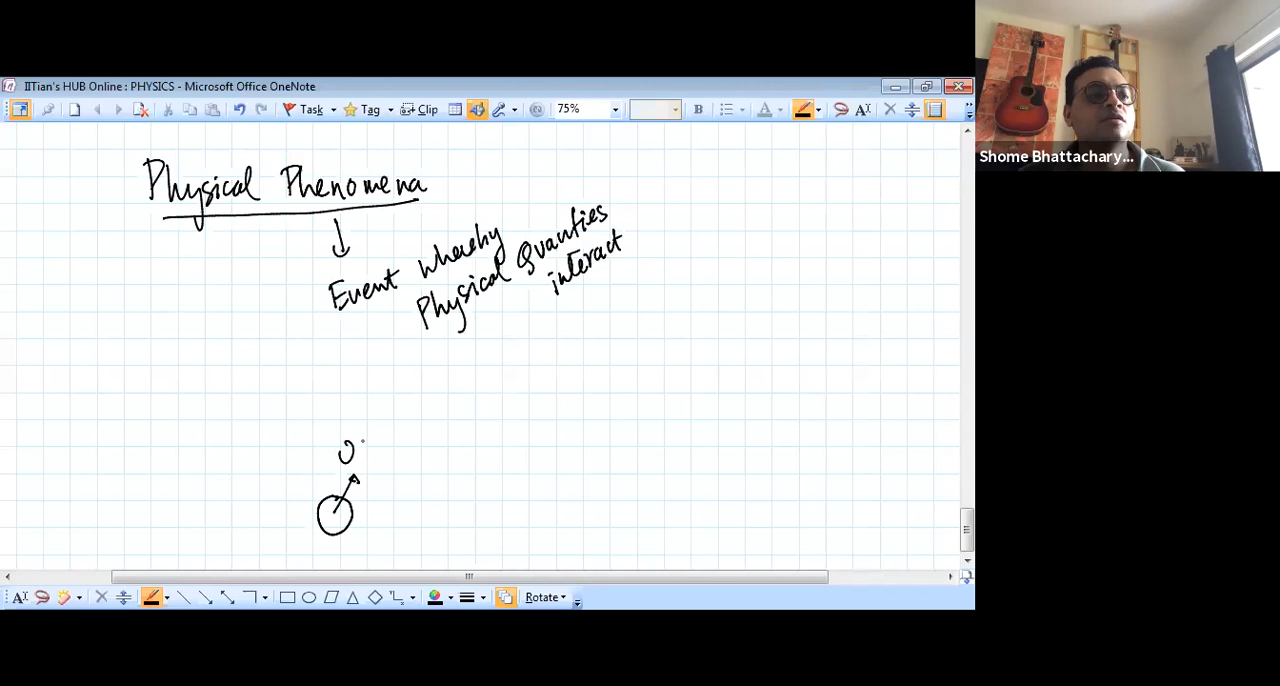 IITian's HUB Online : PHYSICS - Microsoft Office OneNote
Task
Tag
Clip
75%
B
A
Shome Bhattachary...
Physical Phenomena
Event whereby
Physical Quantities
interact
Rotate